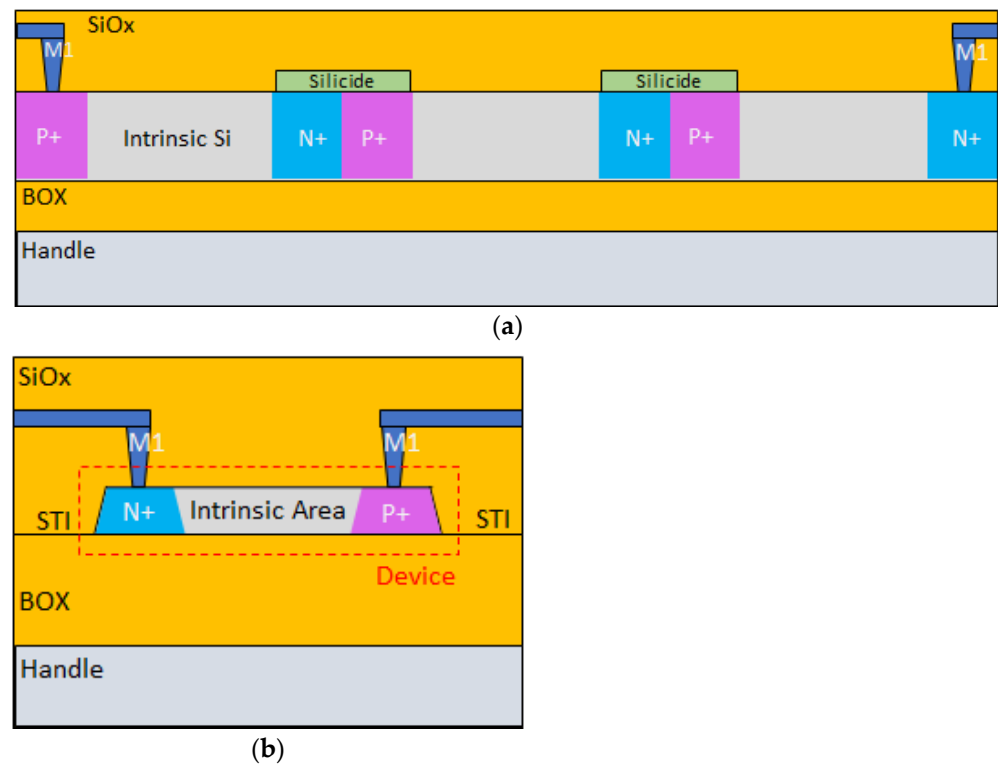 SiOx
M1 M1
Silicide Silicide
P+ Intrinsic Si N+ P+ N+ P+ N+
BOX
Handle
(a)
SiOx
M1 M1
N+ Intrinsic Area P+
STI STI
Device
BOX
Handle
(b)